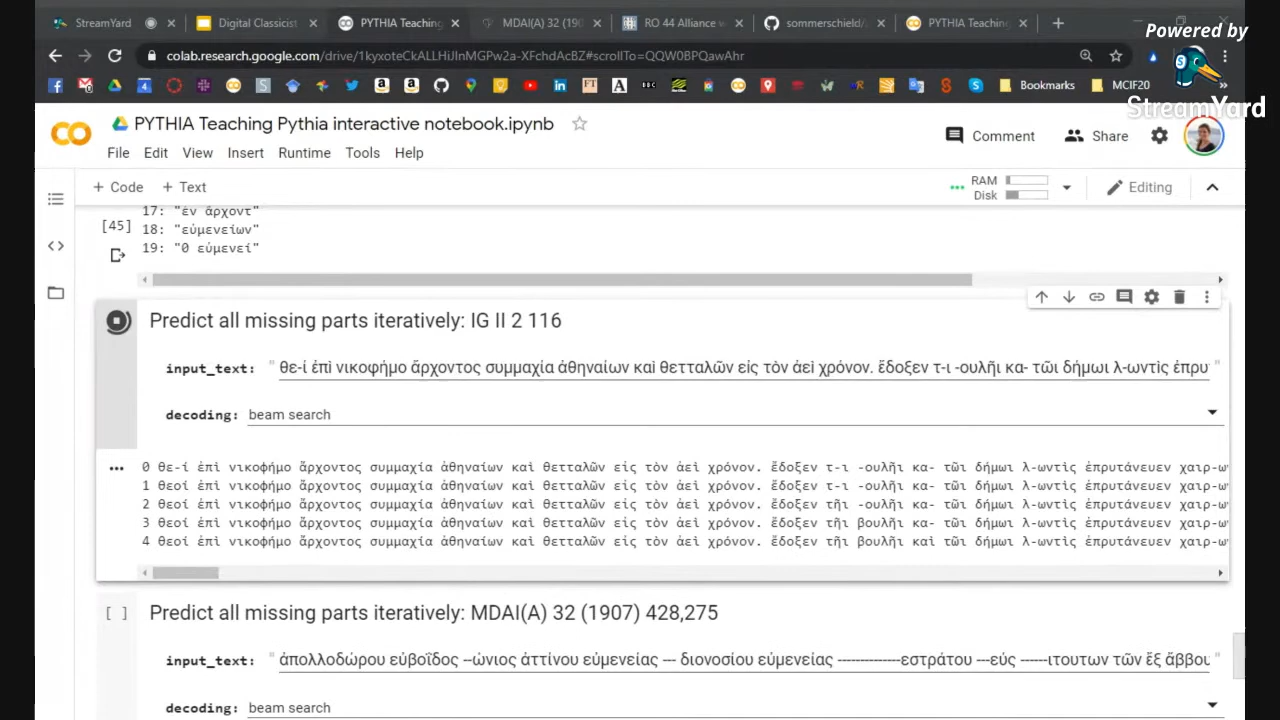 StreamYard
Digital Classicist
PYTHIA Teaching
MDAI(A) 32 (190
RO 44 Alliance w
sommerschield/
PYTHIA Teachin
Powered by
colab.research.google.com/drive/1kyxoteCkALLHiJInMGPw2a-XFchdAcBZ#scrollTo=QQW0BPQawAhr
Bookmarks
MCIF20
StreamYard
PYTHIA Teaching Pythia interactive notebook.ipynb
Comment
Share
File Edit View Insert Runtime Tools Help
+ Code + Text
RAM
Disk
Editing
17: "ἐν ἄρχοντ"
[45]
18: "εὐμενείων"
19: "0 εὐμενεί"
Predict all missing parts iteratively: IG II 2 116
input_text: " θε-ί ἐπὶ νικοφήμο ἄρχοντος συμμαχία ἀθηναίων καὶ θετταλῶν εἰς τὸν ἀεὶ χρόνον. ἔδοξεν τ-ι -ουλῆι κα- τῶι δήμωι λ-ωντὶς ἐπρυ "
decoding: beam search
0 θε-ί ἐπὶ νικοφήμο ἄρχοντος συμμαχία ἀθηναίων καὶ θετταλῶν εἰς τὸν ἀεὶ χρόνον. ἔδοξεν τ-ι -ουλῆι κα- τῶι δήμωι λ-ωντὶς ἐπρυτάνευεν χαιρ-ω
1 θεοί ἐπὶ νικοφήμο ἄρχοντος συμμαχία ἀθηναίων καὶ θετταλῶν εἰς τὸν ἀεὶ χρόνον. ἔδοξεν τ-ι -ουλῆι κα- τῶι δήμωι λ-ωντὶς ἐπρυτάνευεν χαιρ-ω
2 θεοί ἐπὶ νικοφήμο ἄρχοντος συμμαχία ἀθηναίων καὶ θετταλῶν εἰς τὸν ἀεὶ χρόνον. ἔδοξεν τῆι -ουλῆι κα- τῶι δήμωι λ-ωντὶς ἐπρυτάνευεν χαιρ-ω
3 θεοί ἐπὶ νικοφήμο ἄρχοντος συμμαχία ἀθηναίων καὶ θετταλῶν εἰς τὸν ἀεὶ χρόνον. ἔδοξεν τῆι βουλῆι κα- τῶι δήμωι λ-ωντὶς ἐπρυτάνευεν χαιρ-ω
4 θεοί ἐπὶ νικοφήμο ἄρχοντος συμμαχία ἀθηναίων καὶ θετταλῶν εἰς τὸν ἀεὶ χρόνον. ἔδοξεν τῆι βουλῆι καὶ τῶι δήμωι λ-ωντὶς ἐπρυτάνευεν χαιρ-ω
[ ] Predict all missing parts iteratively: MDAI(A) 32 (1907) 428,275
input_text: " ἀπολλοδώρου εὐβοΐδος --ώνιος ἀττίνου εὐμενείας --- διονοσίου εὐμενείας --------------εστράτου ---εύς ------ιτουτων τῶν ἐξ ἄββου "
decoding: beam search